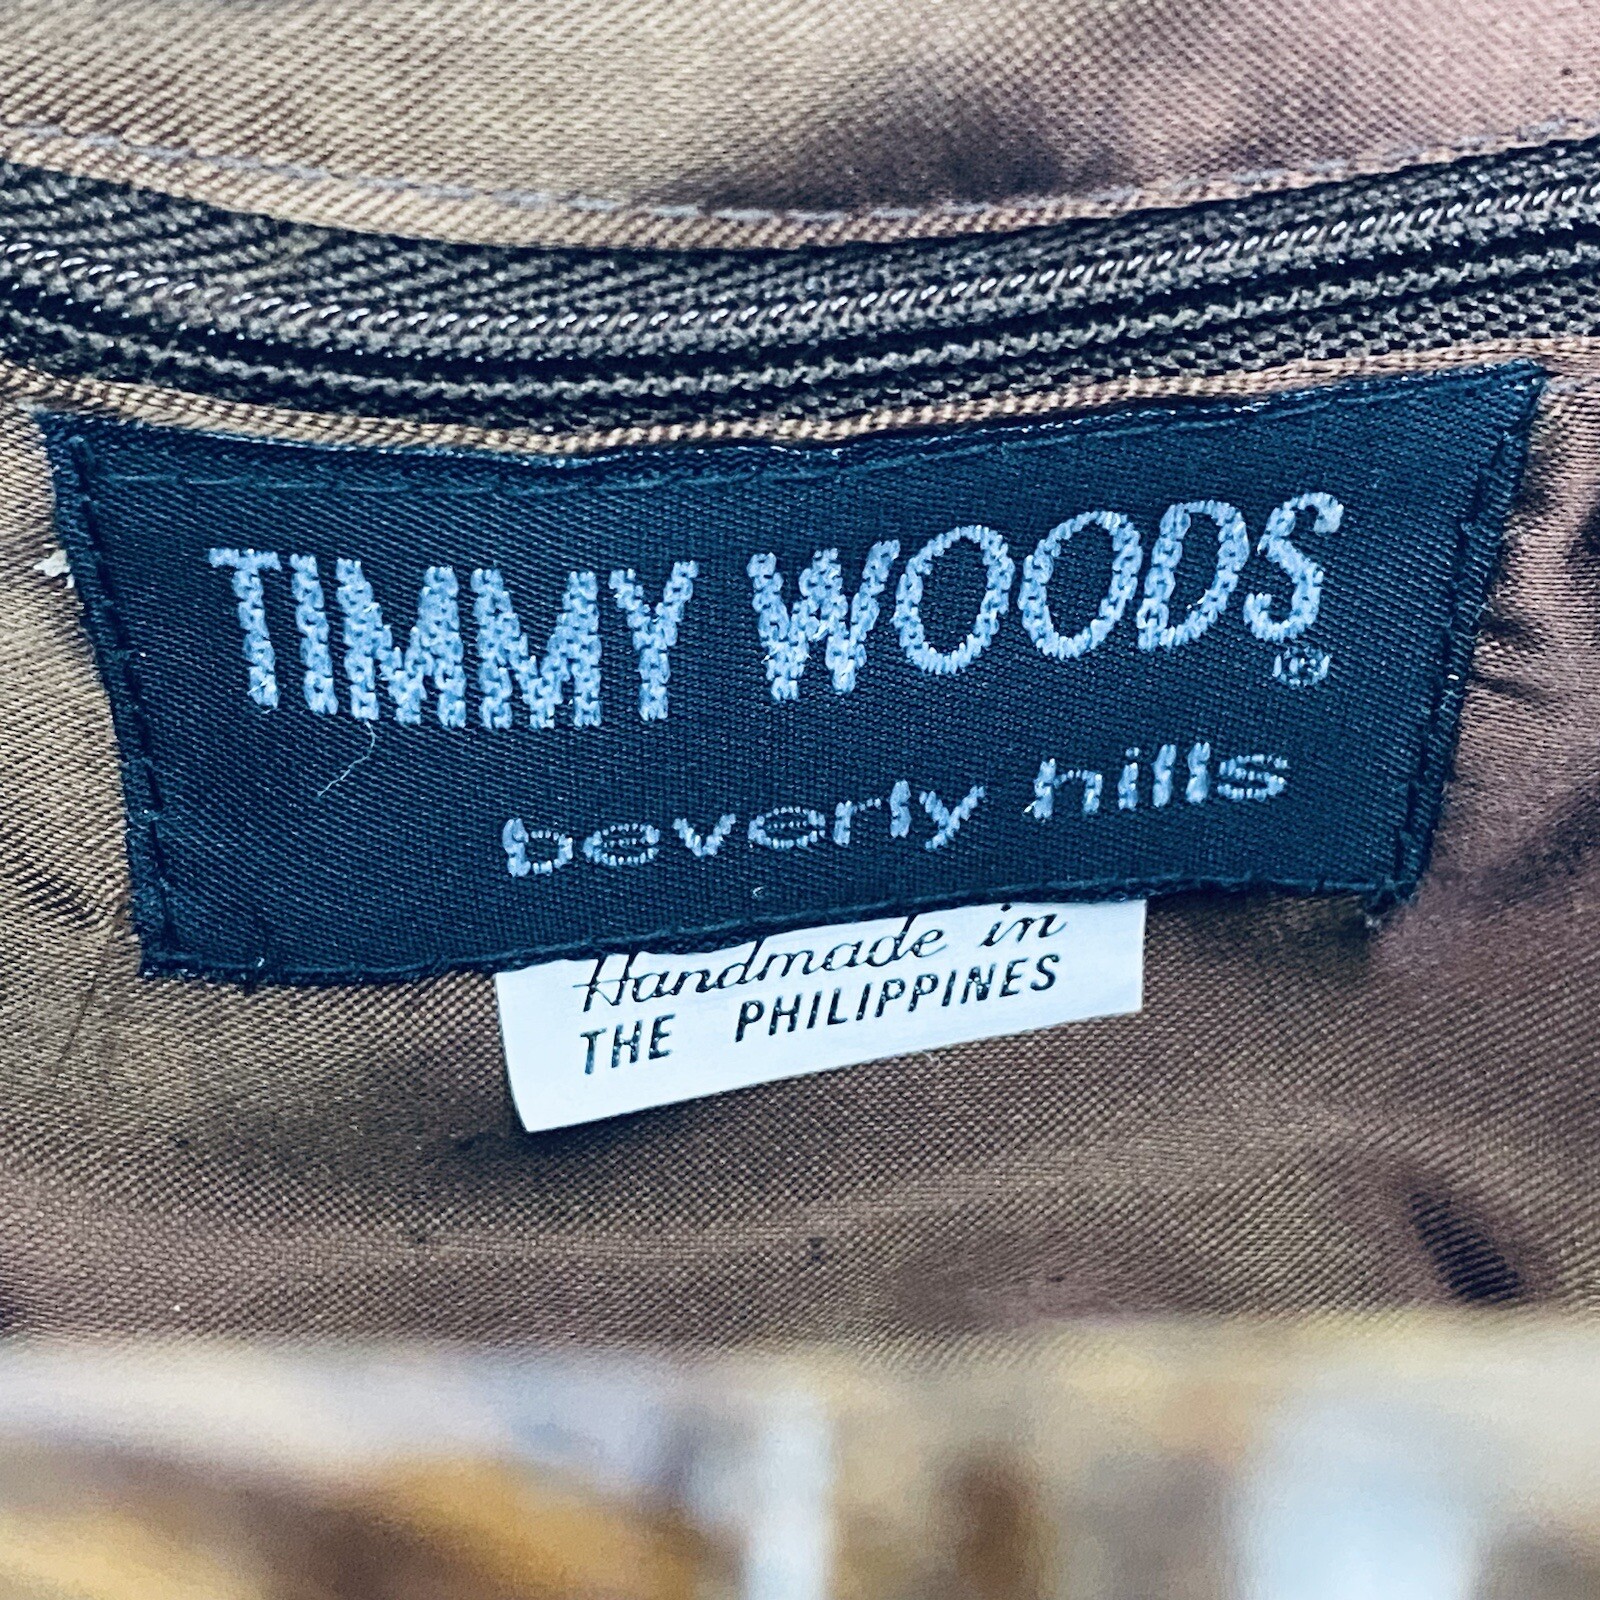 TIMMY WOODS ®
beverly hills
Handmade in
THE PHILIPPINES